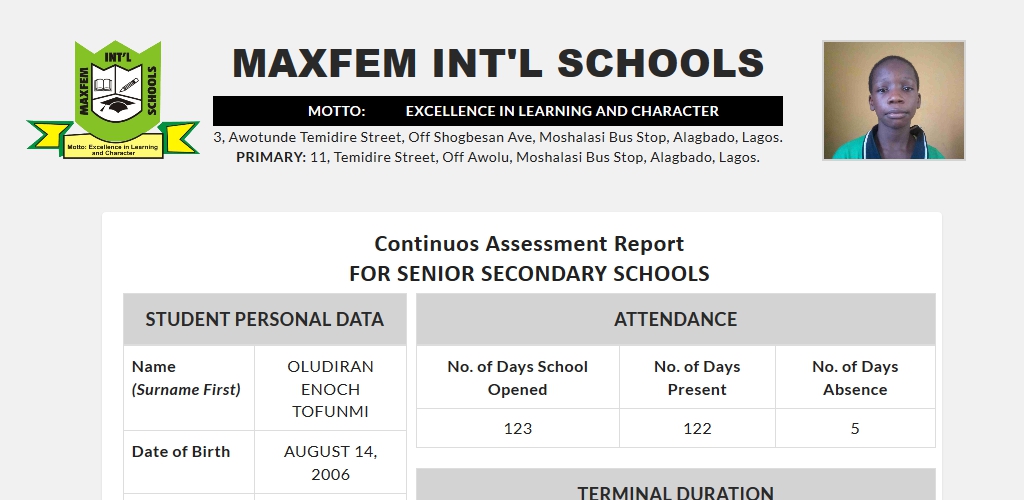 INT'L
MAXFEM
SCHOOLS
Motto: Excellence in Learning
and Character
MAXFEM INT'L SCHOOLS
MOTTO: EXCELLENCE IN LEARNING AND CHARACTER
3, Awotunde Temidire Street, Off Shogbesan Ave, Moshalasi Bus Stop, Alagbado, Lagos.
PRIMARY: 11, Temidire Street, Off Awolu, Moshalasi Bus Stop, Alagbado, Lagos.
Continuos Assessment Report
FOR SENIOR SECONDARY SCHOOLS
STUDENT PERSONAL DATA
Name
(Surname First)
OLUDIRAN
ENOCH
TOFUNMI
Date of Birth
AUGUST 14,
2006
ATTENDANCE
No. of Days School
Opened
No. of Days
Present
No. of Days
Absence
123
122
5
TERMINAL DURATION